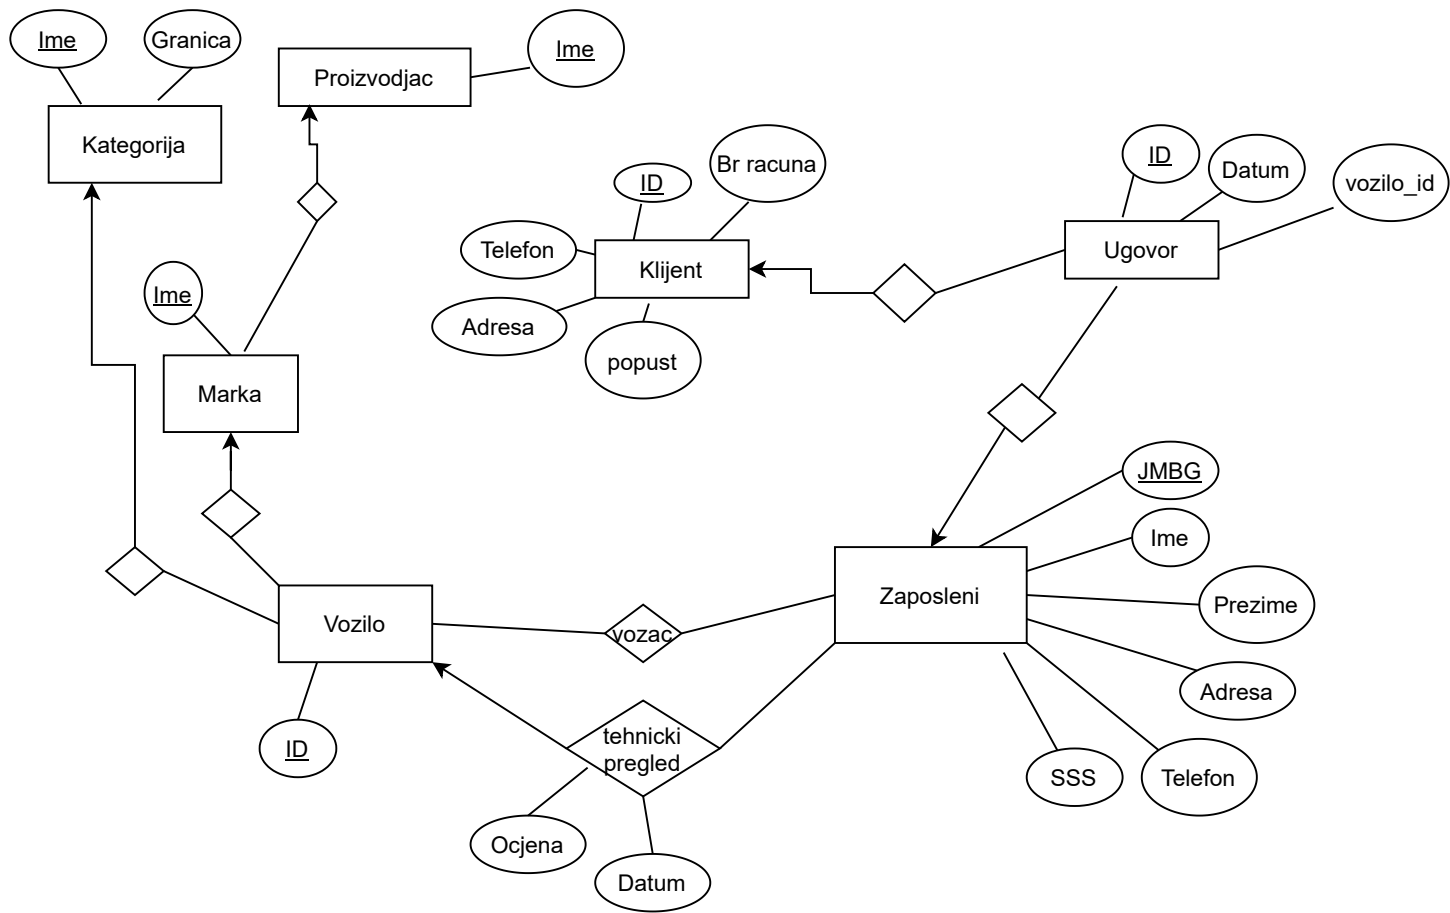 Ime
Granica
Proizvodjac
Ime
Kategorija
ID
Br racuna
Telefon
Klijent
Adresa
popust
ID
Datum
vozilo_id
Ugovor
Ime
Marka
JMBG
Ime
Zaposleni
Prezime
Adresa
SSS
Telefon
Vozilo
vozac
ID
tehnicki
pregled
Ocjena
Datum